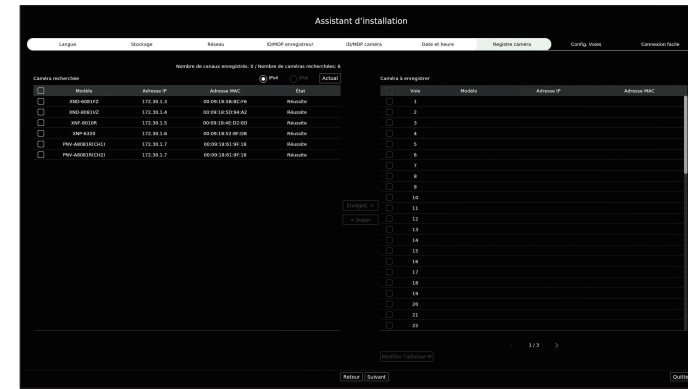 Assistant d'installation
Langue Stockage Réseau ID/MDP enregistreur ID/MDP caméra Date et heure Registre caméra Config. Voies Connexion facile
Nombre de canaux enregistrés: 0 / Nombre de caméras recherchées: 6
Caméra recherchée IPv4 IPv6 Actual Caméra à enregistrer
Modèle Adresse IP Adresse MAC État Voie Modèle Adresse IP Adresse MAC
XND-6081FZ 172.30.1.3 00:09:18:5B:BC:F6 Réussite 1
XND-8081VZ 172.30.1.4 00:09:18:5D:94:A2 Réussite 2
XNF-8010R 172.30.1.5 00:09:18:4E:D2:0D Réussite 3
XNP-6320 172.30.1.6 00:09:18:52:8F:DB Réussite 4
PNV-A8081R(CH1) 172.30.1.7 00:09:18:61:9F:18 Réussite 5
PNV-A8081R(CH2) 172.30.1.7 00:09:18:61:9F:18 Réussite 6
7
8
9
10
Enregist. 11
Suppr. 12
13
14
15
16
17
18
19
20
21
22
1/3
Modifier l'adresse IP
Retour Suivant